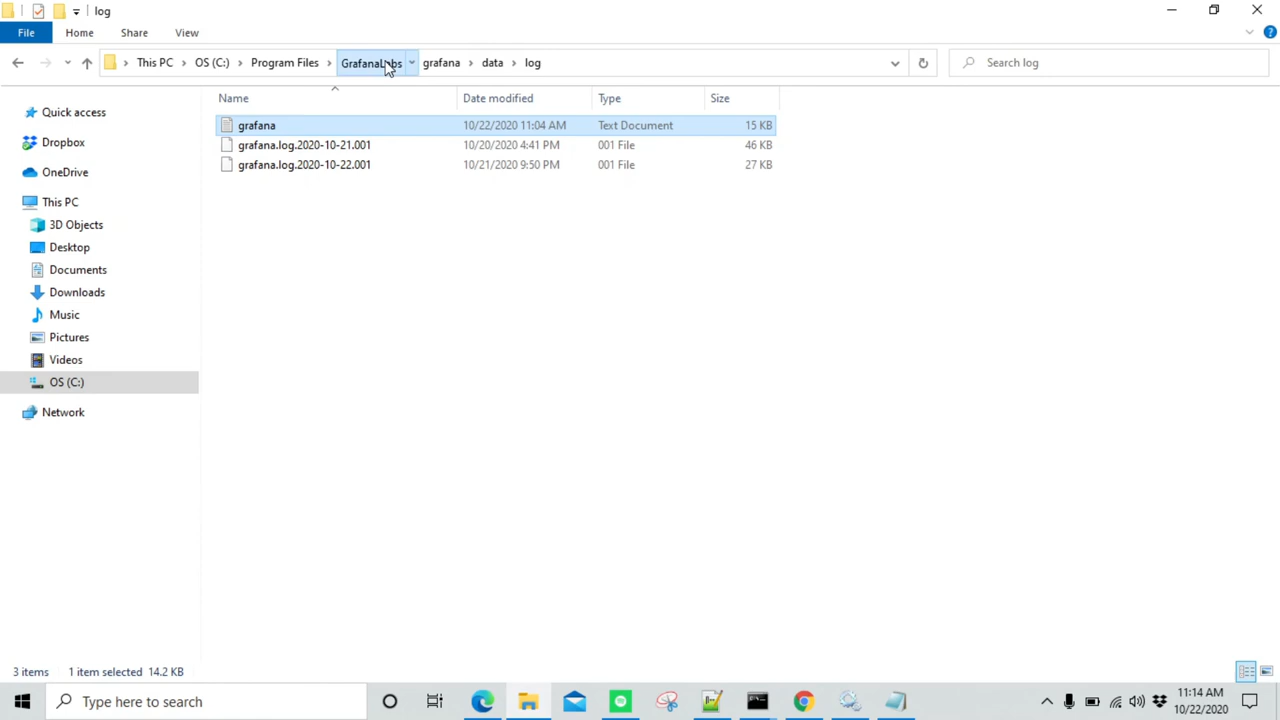 log
File Home Share View
This PC OS (C:) Program Files GrafanaLabs grafana data log Search log
Name Date modified Type Size
grafana 10/22/2020 11:04 AM Text Document 15 KB
grafana.log.2020-10-21.001 10/20/2020 4:41 PM 001 File 46 KB
grafana.log.2020-10-22.001 10/21/2020 9:50 PM 001 File 27 KB
Quick access
Dropbox
OneDrive
This PC
3D Objects
Desktop
Documents
Downloads
Music
Pictures
Videos
OS (C:)
Network
3 items 1 item selected 14.2 KB
Type here to search
11:14 AM
10/22/2020